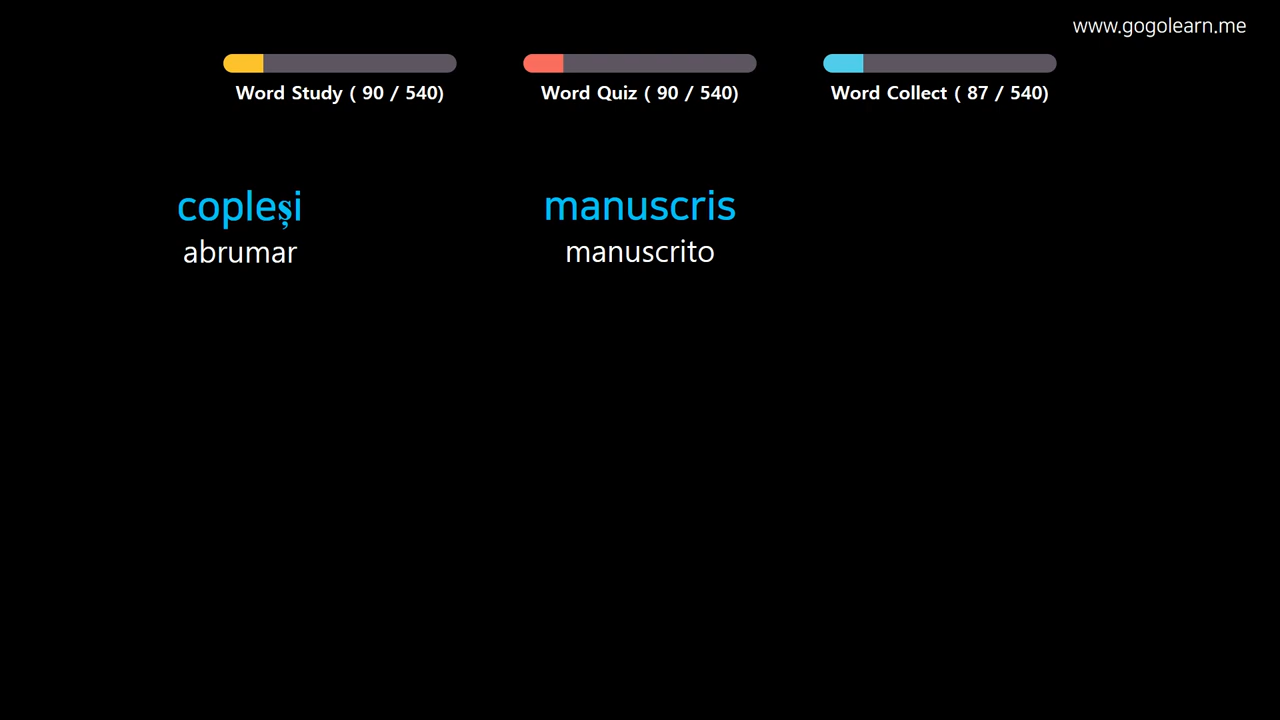 www.gogolearn.me
Word Study ( 90 / 540)
Word Quiz ( 90 / 540)
Word Collect ( 87 / 540)
copleși
abrumar
manuscris
manuscrito